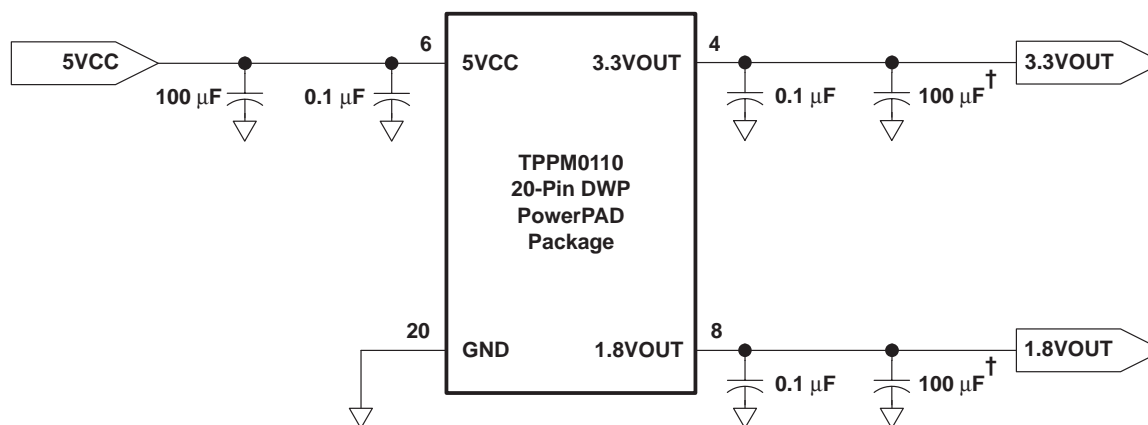 6
4
5VCC
5VCC
3.3VOUT
3.3VOUT
100 μF
0.1 μF
0.1 μF
100 μF†
TPPM0110
20-Pin DWP
PowerPAD
Package
20
8
GND
1.8VOUT
1.8VOUT
0.1 μF
100 μF†